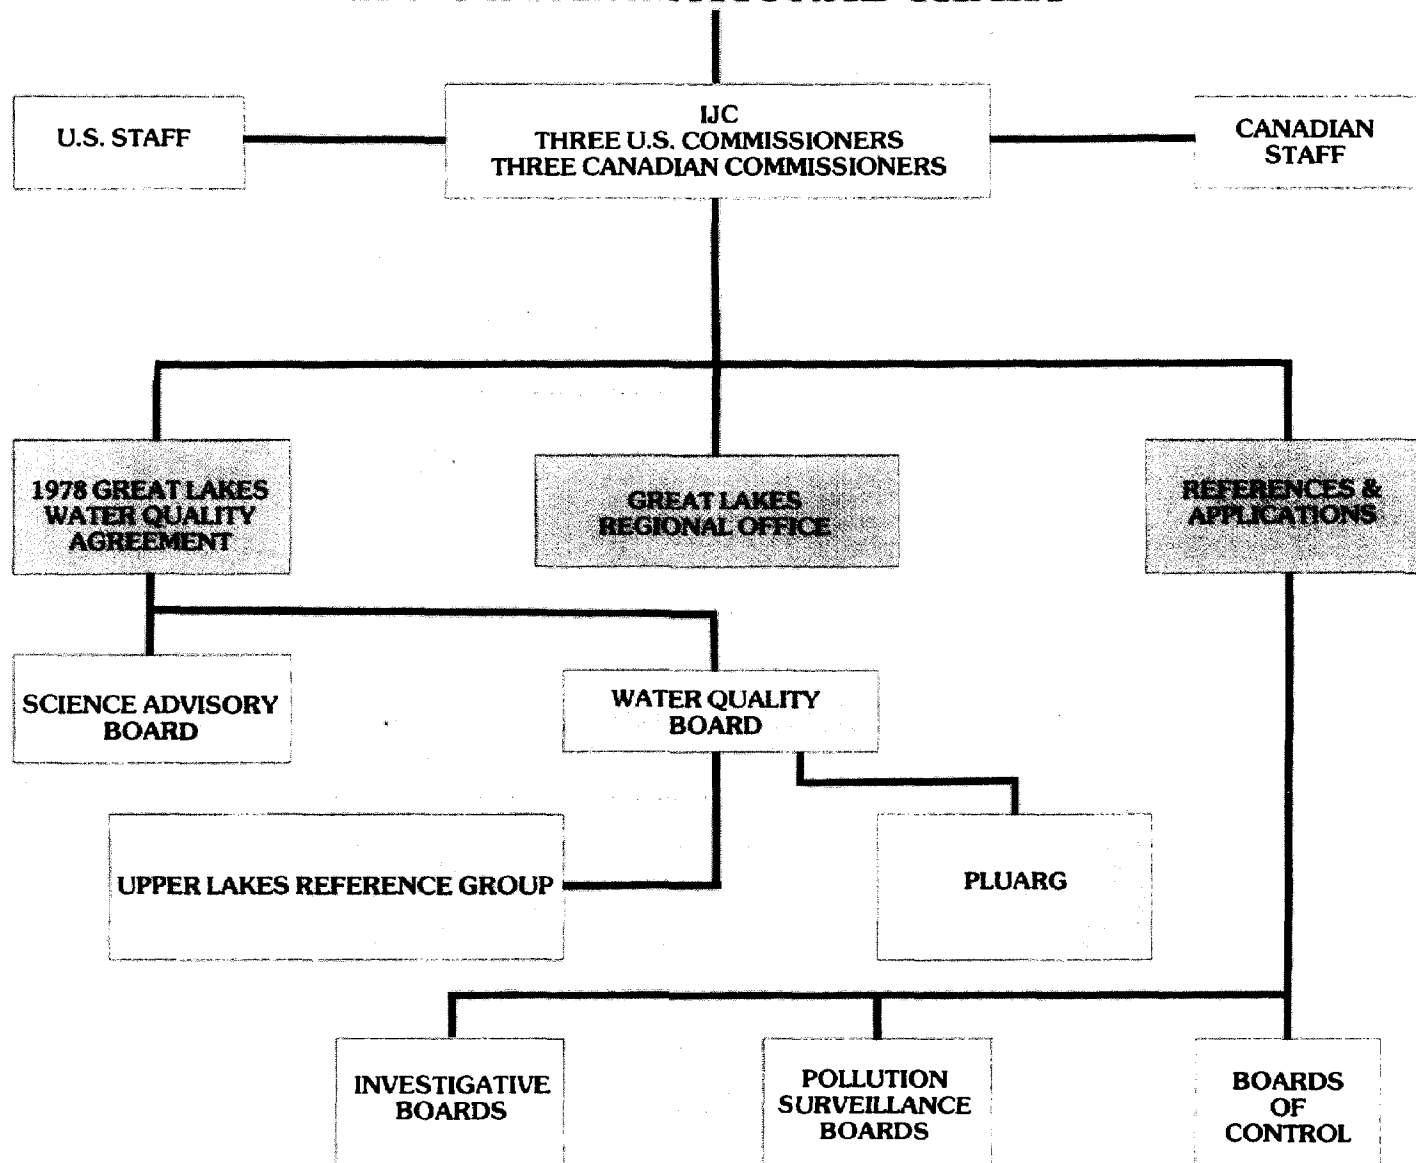 IJC
THREE U.S. COMMISSIONERS
THREE CANADIAN COMMISSIONERS
U.S. STAFF
CANADIAN
STAFF
1978 GREAT LAKES
WATER QUALITY
AGREEMENT
GREAT LAKES
REGIONAL OFFICE
REFERENCES &
APPLICATIONS
SCIENCE ADVISORY
BOARD
WATER QUALITY
BOARD
UPPER LAKES REFERENCE GROUP
PLUARG
INVESTIGATIVE
BOARDS
POLLUTION
SURVEILLANCE
BOARDS
BOARDS
OF
CONTROL